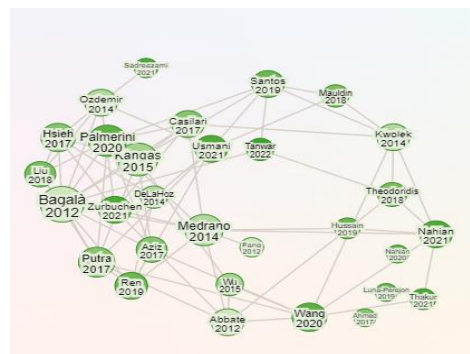 Sadreazami
2021
Santos
2019
Mauldin
2018
Ozdemir
2014
Casilari
2017
Hsieh
2017
Palmerini
2020
Kwolek
2014
Kangas
2015
Usmani
2021
Tanwar
2022
Liu
2018
DeLaHoz
2014
Theodoridis
2018
Bagalà
2012
Zurbuchen
2021
Medrano
2014
Hussain
2019
Nahian
2021
Aziz
2017
Fang
2012
Nahian
2020
Putra
2017
Ren
2019
Wu
2015
Luna-Perejón
2019
Thakur
2021
Abbate
2012
Wang
2020
Ahmed
2017